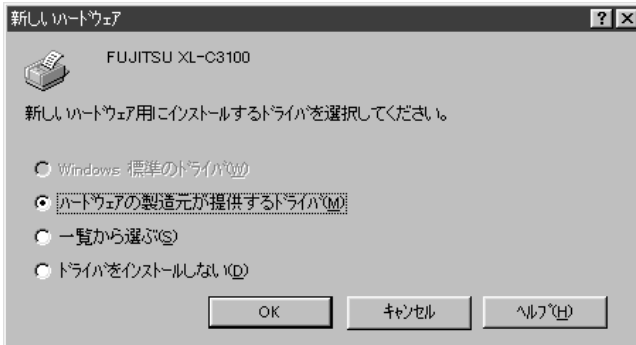 新しいハードウェア
FUJITSU XL-C3100
新しいハードウェア用にインストールするドライバを選択してください。
Windows 標準のドライバ(W)
ハードウェアの製造元が提供するドライバ(M)
一覧から選ぶ(S)
ドライバをインストールしない(D)
OK キャンセル ヘルプ(H)